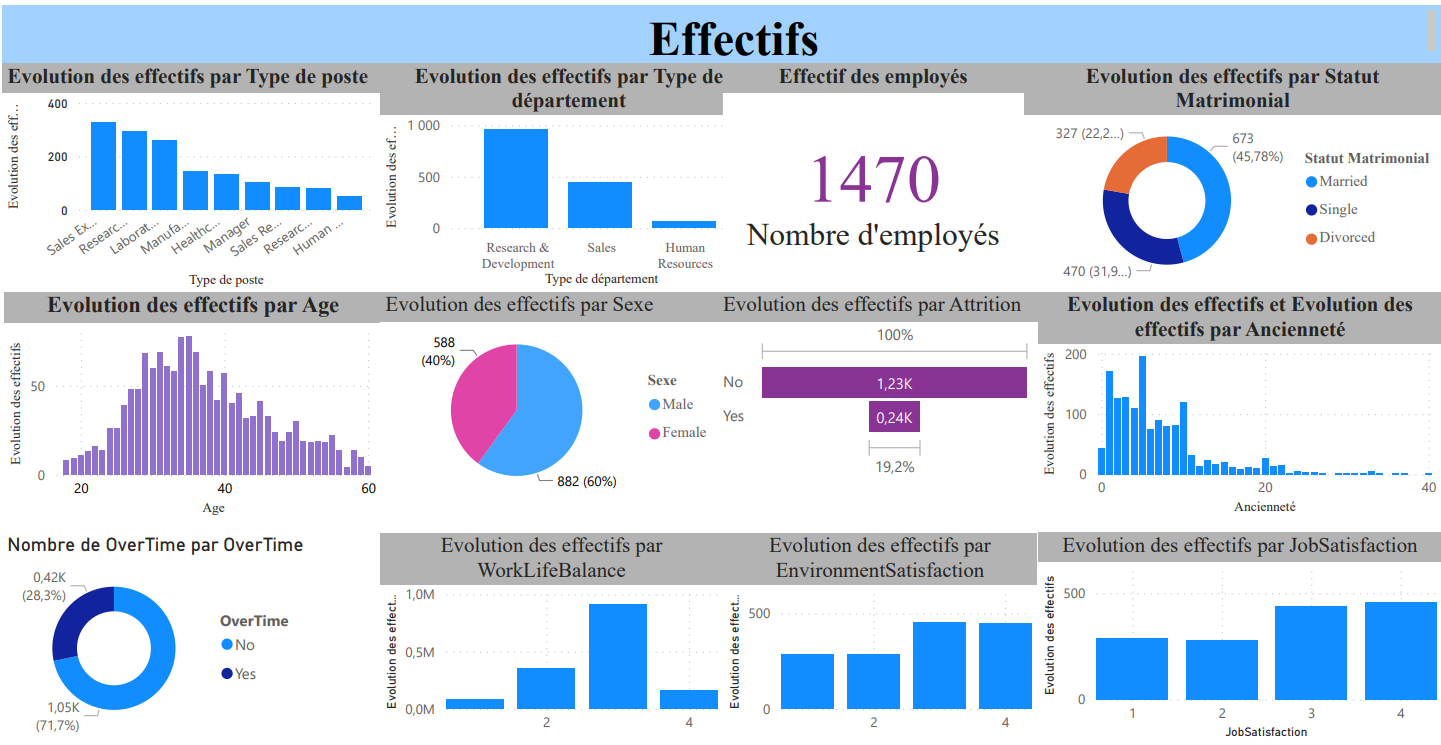 Effectifs
Evolution des effectifs par Type de poste
400
200
0
Evolution des eff…
Sales Ex…
Researc…
Laborat…
Manufa…
Healthc…
Manager
Sales Re…
Researc…
Human …
Type de poste
Evolution des effectifs par Type de
département
1 000
500
0
Evolution des ef…
Research &
Development
Sales
Human
Resources
Type de département
Effectif des employés
1470
Nombre d'employés
Evolution des effectifs par Statut
Matrimonial
327 (22,2…)
673
(45,78%)
470 (31,9…)
Statut Matrimonial
Married
Single
Divorced
Evolution des effectifs par Age
Evolution des effectifs
50
0
20
40
60
Age
Evolution des effectifs par Sexe
588
(40%)
882 (60%)
Sexe
Male
Female
Evolution des effectifs par Attrition
100%
No
1,23K
Yes
0,24K
19,2%
Evolution des effectifs et Evolution des
effectifs par Ancienneté
Evolution des effectifs
200
100
0
0
20
40
Ancienneté
Nombre de OverTime par OverTime
0,42K
(28,3%)
1,05K
(71,7%)
OverTime
No
Yes
Evolution des effectifs par
WorkLifeBalance
Evolution des effect…
1,0M
0,5M
0,0M
2
4
Evolution des effectifs par
EnvironmentSatisfaction
Evolution des effect…
500
0
2
4
Evolution des effectifs par JobSatisfaction
Evolution des effectifs
500
0
1
2
3
4
JobSatisfaction